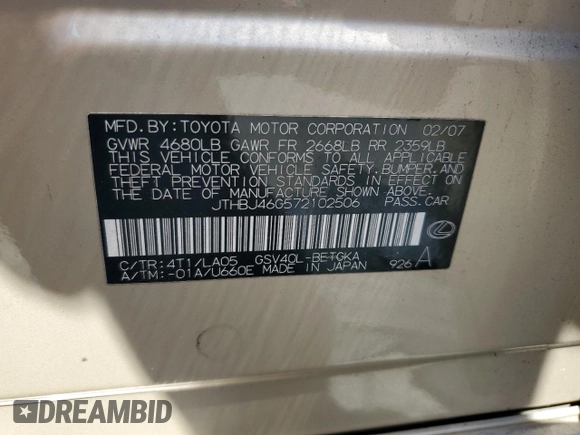 MFD.BY:TOYOTA MOTOR CORPORATION 02/07
GVWR 4680LB GAWR FR 2668LB RR 2359LB
THIS VEHICLE CONFORMS TO ALL APPLICABLE
FEDERAL MOTOR VEHICLE SAFETY,BUMPER,AND
THEFT PREVENTION STANDARDS IN EFFECT ON
THE DATE OF MANUFACTURE SHOWN ABOVE.
JTHBJ46G572102506 PASS.CAR
C/TR:4T1/LA05 GSV40L-BETGKA
A/TM:-01A/U660E MADE IN JAPAN 926 A
DREAMBID